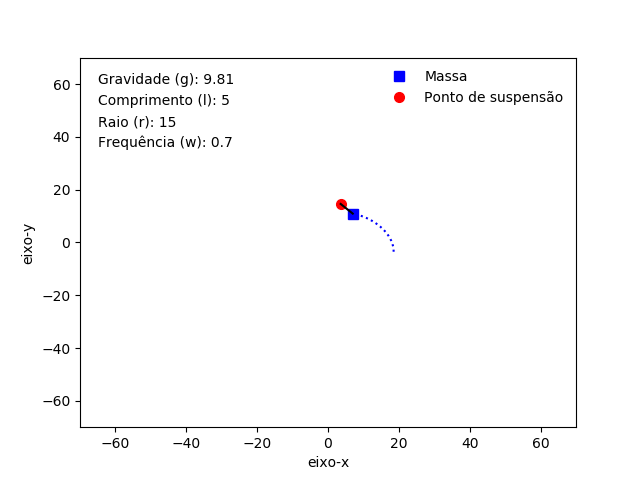 Gravidade (g): 9.81
Comprimento (l): 5
Raio (r): 15
Frequência (w): 0.7
Massa
Ponto de suspensão
60
40
20
0
−20
−40
−60
eixo-y
−60 −40 −20 0 20 40 60
eixo-x